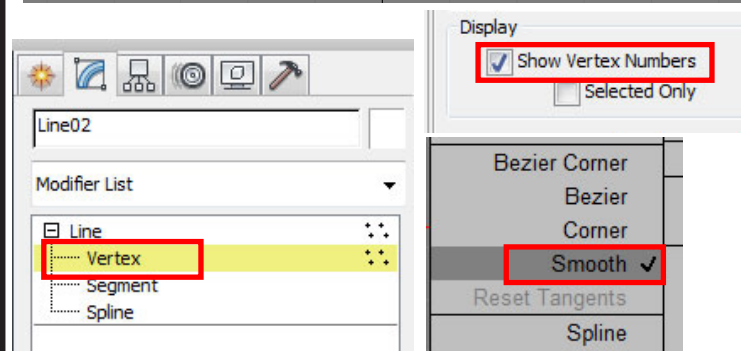 Line02
Modifier List
Line
Vertex
Segment
Spline
Display
Show Vertex Numbers
Selected Only
Bezier Corner
Bezier
Corner
Smooth
Reset Tangents
Spline